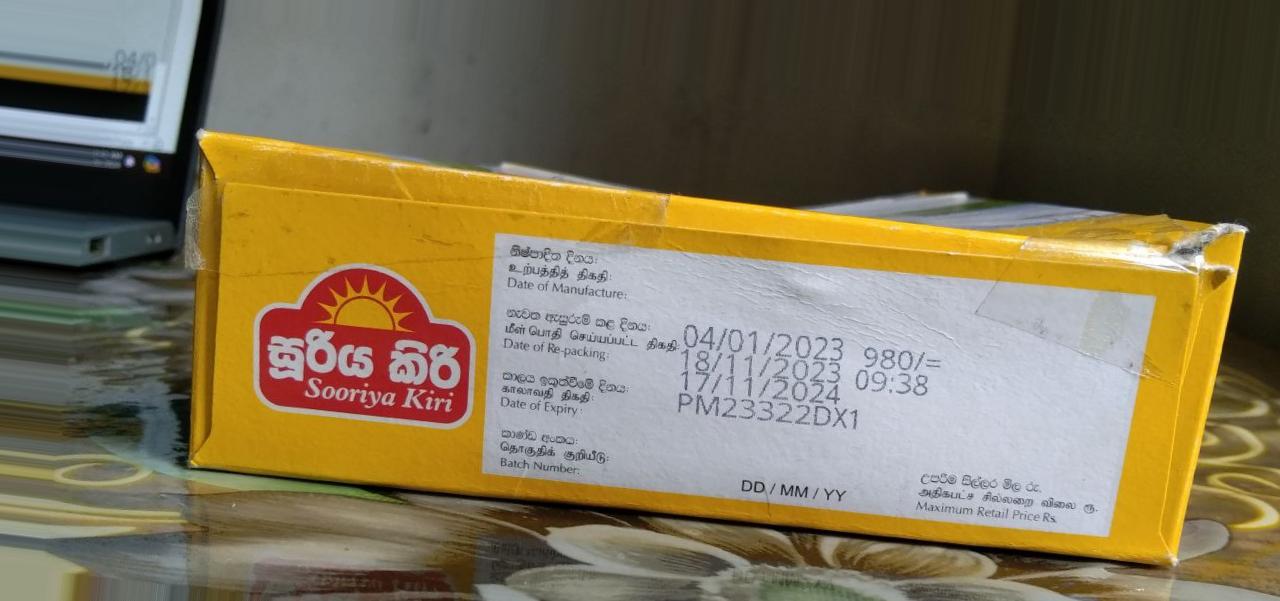 සූරිය කිරි
Sooriya Kiri
නිෂ්පාදිත දිනය:
உற்பத்தித் திகதி:
Date of Manufacture:
නැවත ඇසුරුම් කළ දිනය:
மீள் பொதி செய்யப்பட்ட திகதி:
Date of Re-packing:
කාලය ඉකුත්වීමේ දිනය:
காலாவதி திகதி:
Date of Expiry:
කාණ්ඩ අංකය:
தொகுதிக் குறியீடு:
Batch Number:
04/01/2023 980/=
18/11/2023 09:38
17/11/2024
PM23322DX1
DD / MM / YY
උපරිම සිල්ලර මිල රු.
அதிகபட்ச சில்லறை விலை ரூ.
Maximum Retail Price Rs.